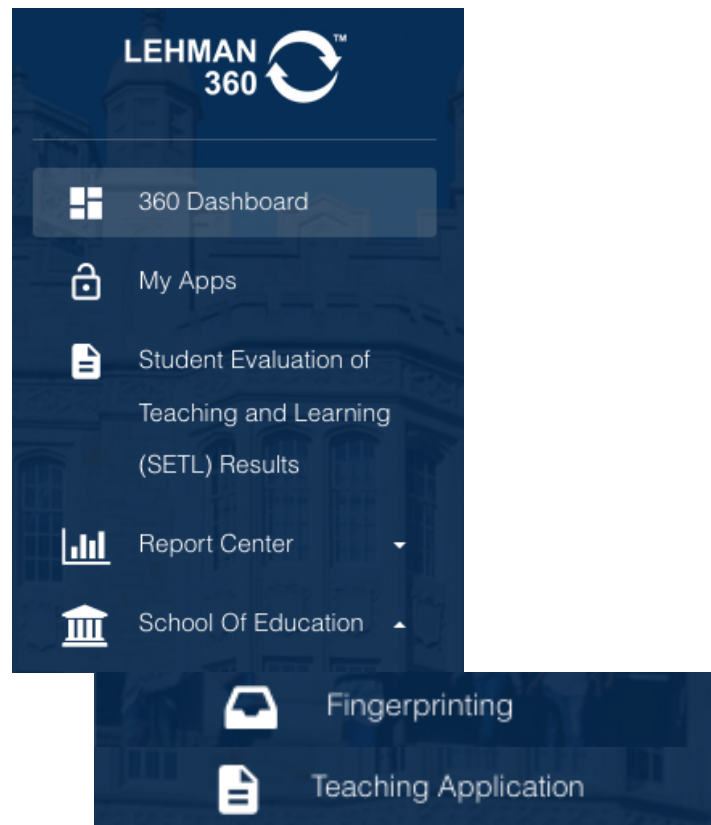 LEHMAN
360 ™
360 Dashboard
My Apps
Student Evaluation of
Teaching and Learning
(SETL) Results
Report Center
School Of Education
Fingerprinting
Teaching Application